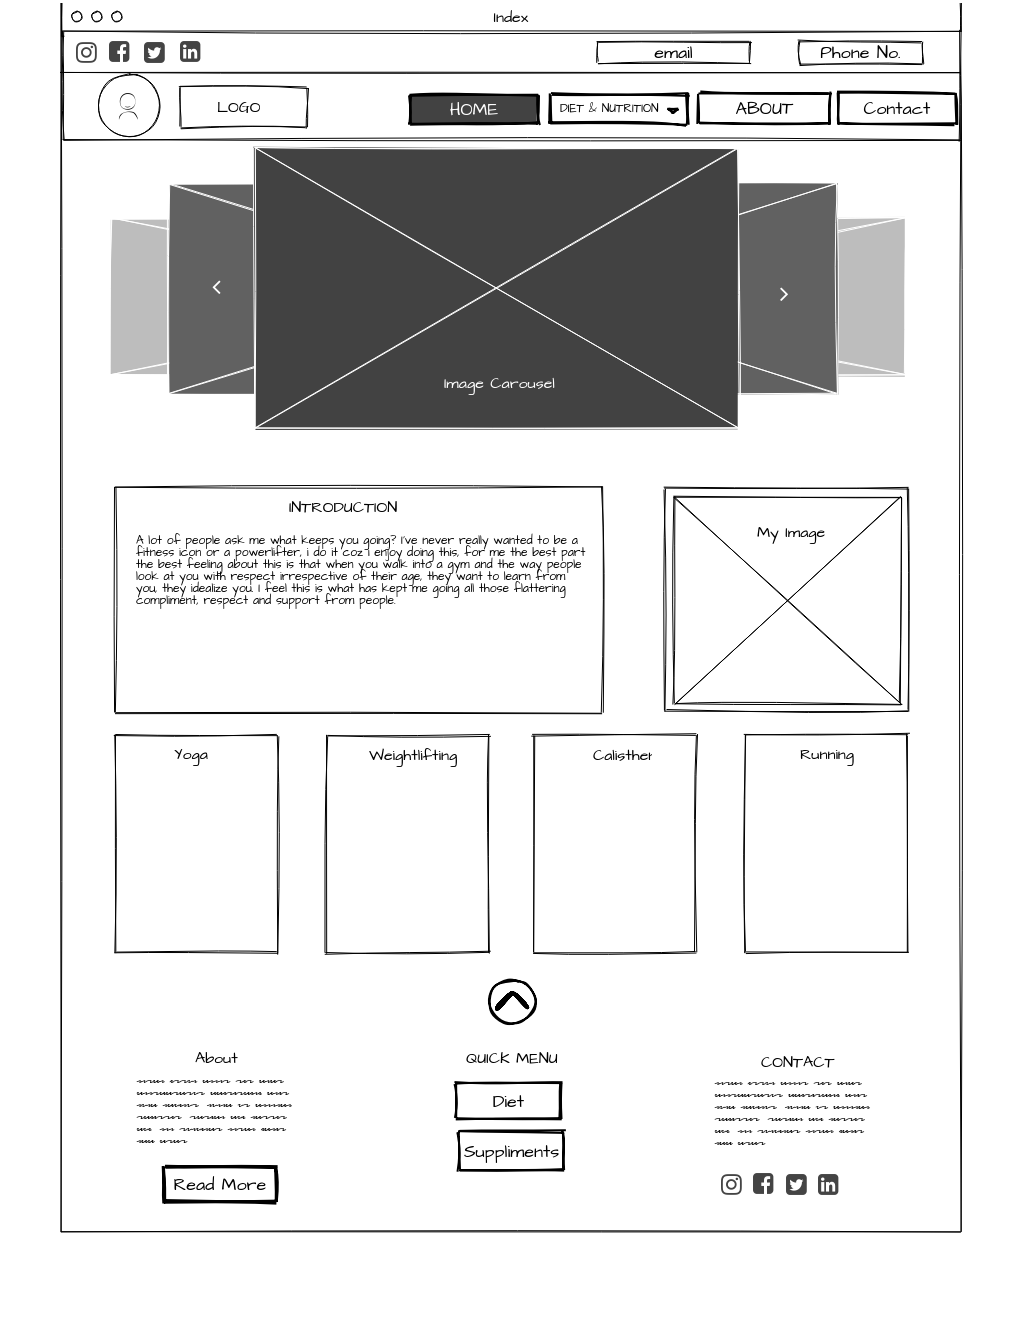 Index
email
Phone No.
LOGO
HOME
DIET & NUTRITION
ABOUT
Contact
Image Carousel
INTRODUCTION
A lot of people ask me what keeps you going? I've never really wanted to be a
fitness icon or a powerlifter, i do it coz i enjoy doing this, for me the best part
the best feeling about this is that when you walk into a gym and the way people
look at you with respect irrespective of their age, they want to learn from
you, they idealize you. I feel this is what has kept me going all those flattering
compliment, respect and support from people.
My Image
Yoga
Weightlifting
Calisther
Running
About
QUICK MENU
CONTACT
Diet
Suppliments
Read More